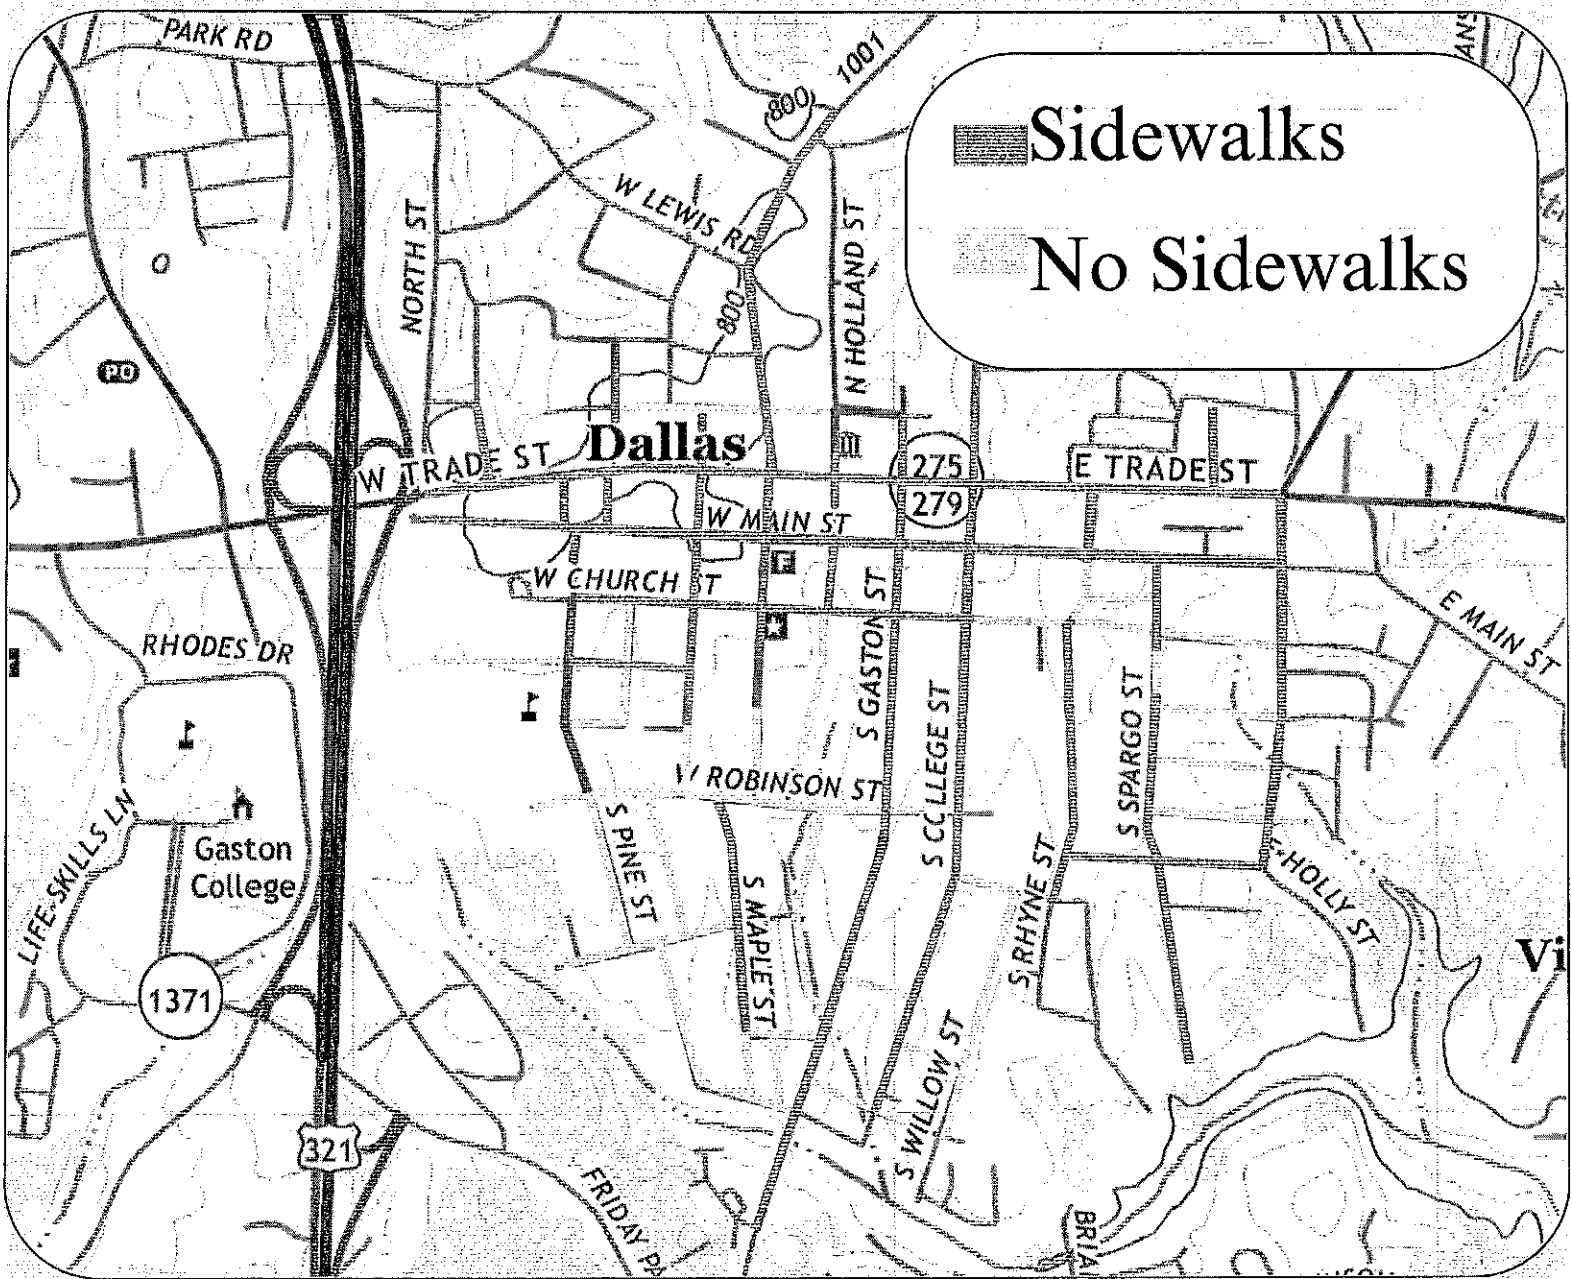 PARK RD
1001
800
Sidewalks
No Sidewalks
W LEWIS RD
NORTH ST
N HOLLAND ST
800
PO
Dallas
W TRADE ST
275
E TRADE ST
279
W MAIN ST
F
W CHURCH ST
E MAIN ST
RHODES DR
S GASTON ST
S COLLEGE ST
S SPARGO ST
W ROBINSON ST
S PINE ST
LIFE-SKILLS LN
Gaston
College
S MAPLE ST
S RHYNE ST
E HOLLY ST
Vi
1371
S WILLOW ST
321
FRIDAY P
BRIA